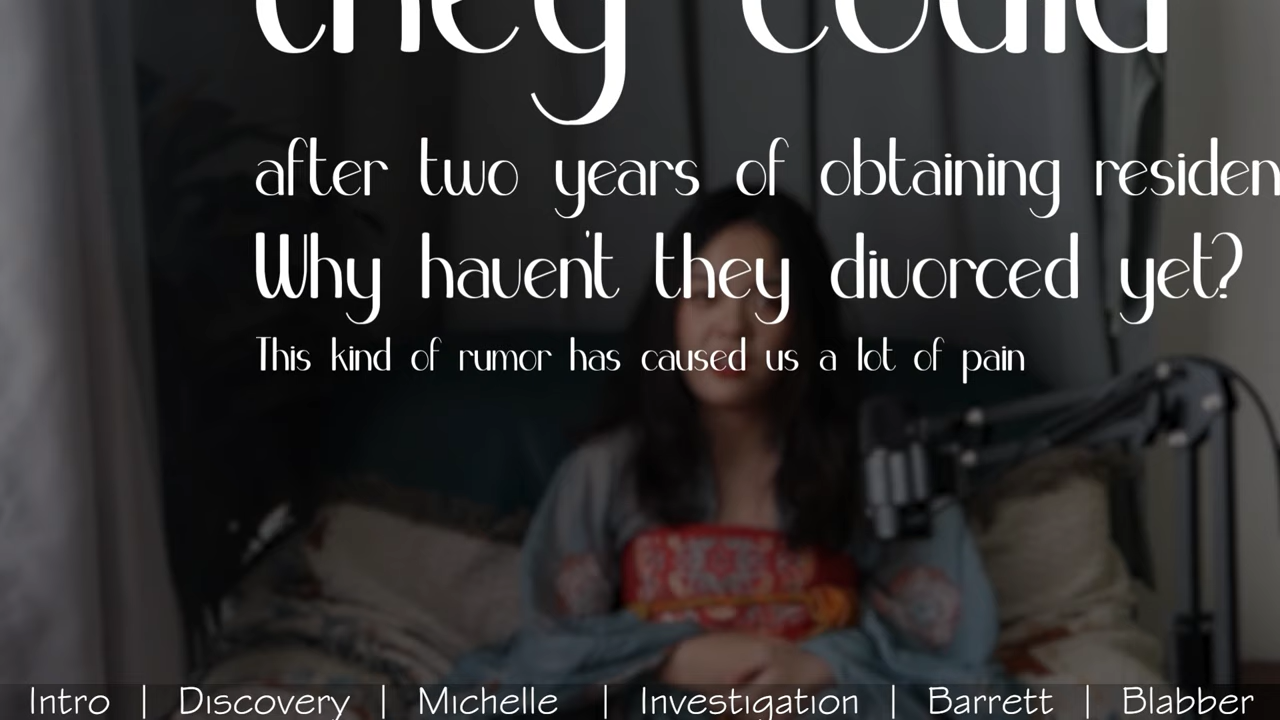 they could
after two years of obtaining
Why haven't they divorced yet?
This kind of rumor has caused us a lot of pain
Intro | Discovery | Michelle | Investigation | Barrett | Blabber